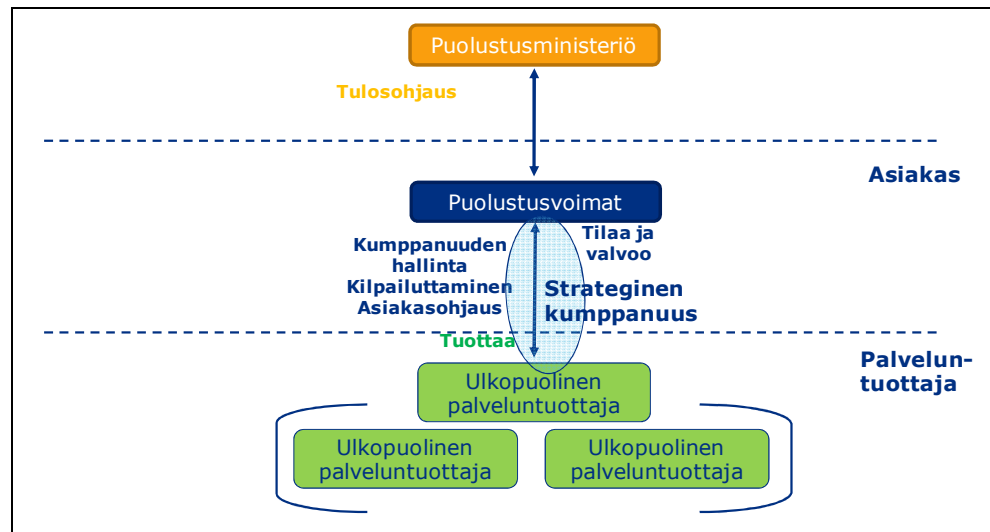 Puolustusministeriö
Tulosohjaus
Asiakas
Puolustusvoimat
Tilaa ja
valvoo
Kumppanuuden
hallinta
Kilpailuttaminen
Asiakasohjaus
Strateginen
kumppanuus
Tuottaa
Palvelun-
tuottaja
Ulkopuolinen
palveluntuottaja
Ulkopuolinen
palveluntuottaja
Ulkopuolinen
palveluntuottaja